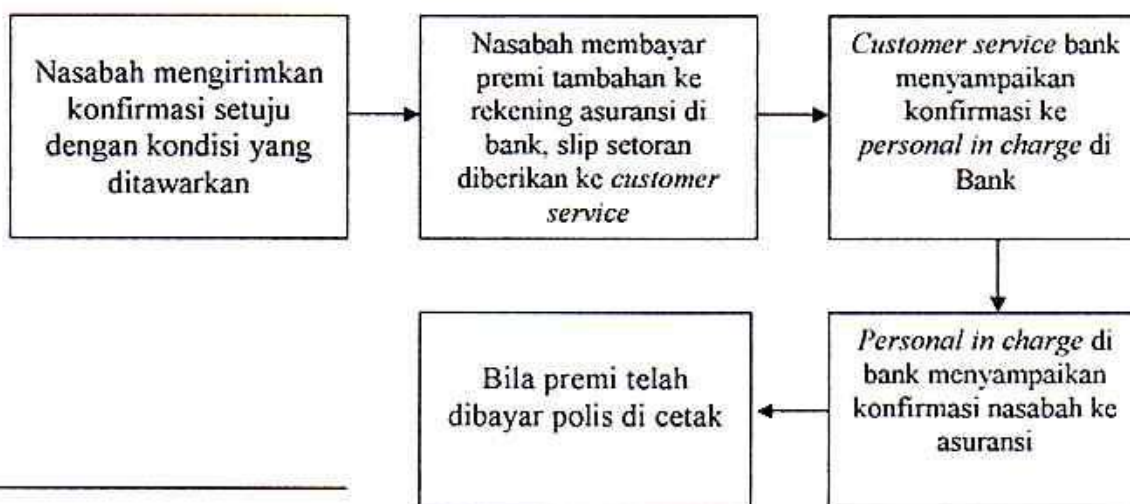 Nasabah mengirimkan
konfirmasi setuju
dengan kondisi yang
ditawarkan
Nasabah membayar
premi tambahan ke
rekening asuransi di
bank, slip setoran
diberikan ke customer
service
Customer service bank
menyampaikan
konfirmasi ke
personal in charge di
Bank
Personal in charge di
bank menyampaikan
konfirmasi nasabah ke
asuransi
Bila premi telah
dibayar polis di cetak